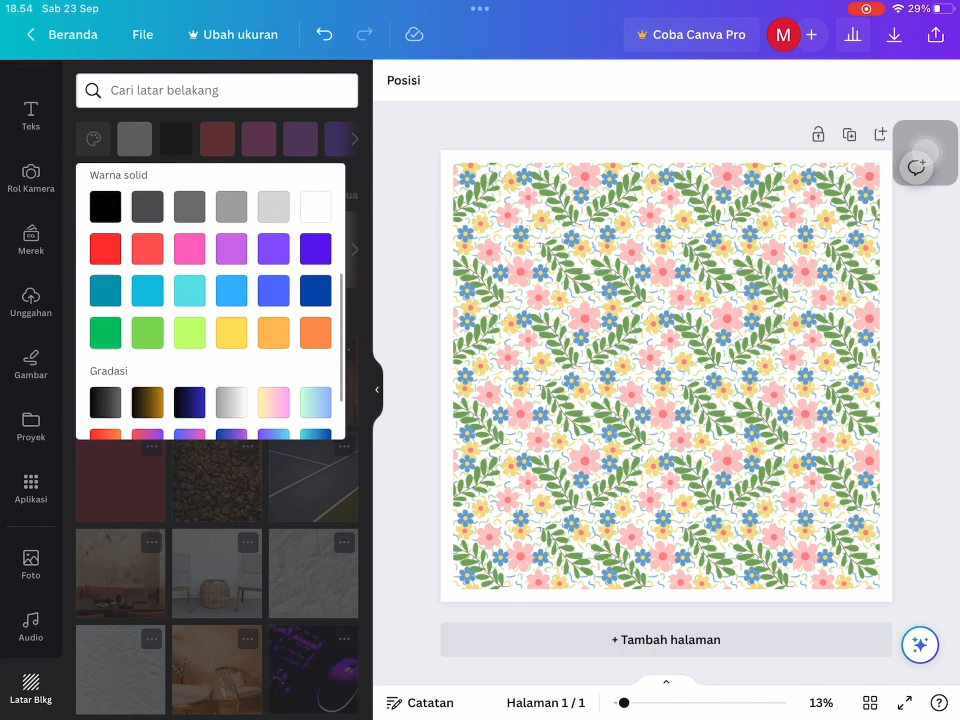 18.54 Sab 23 Sep
29%
Beranda
File
Ubah ukuran
Coba Canva Pro
M
+
Teks
Rol Kamera
CO.
Merek
Unggahan
Gambar
Proyek
Aplikasi
Foto
Audio
Latar Blkg
Cari latar belakang
Warna solid
Gradasi
ua
Posisi
+ Tambah halaman
Catatan
Halaman 1 / 1
13%